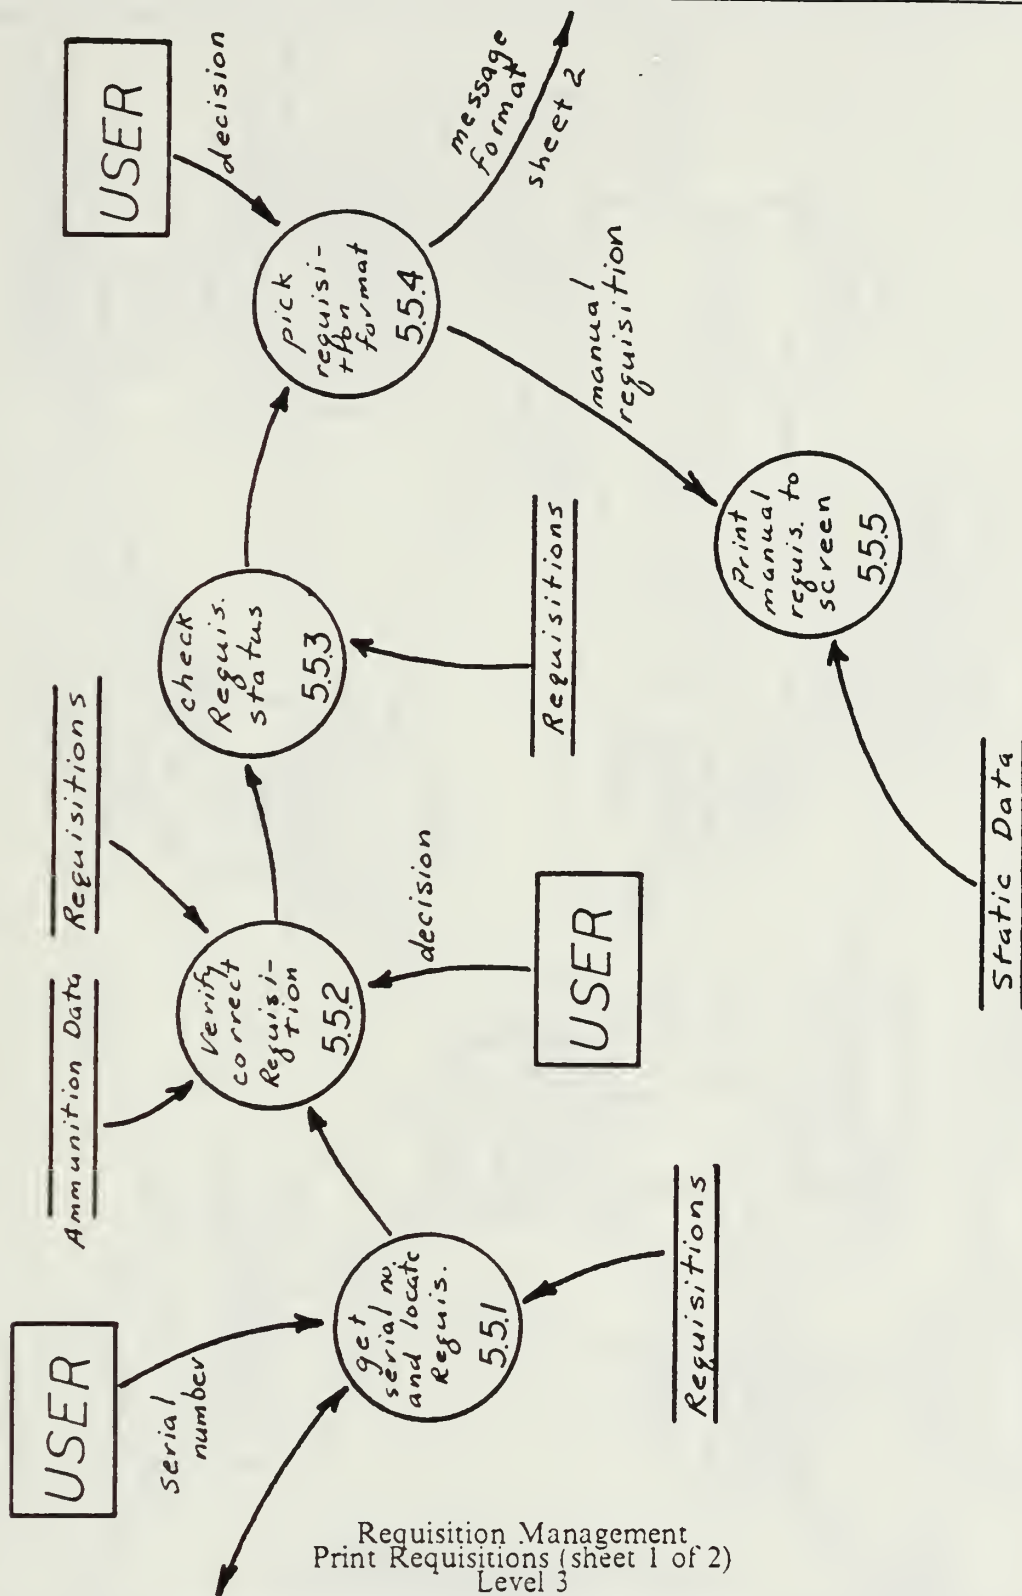 USER
serial
number
get
serial no.
and locate
Requis.
5.5.1
Requisitions
Ammunition Data
Requisitions
Verify
correct
Requisi-
tion
5.5.2
decision
USER
check
Requis.
status
5.5.3
Requisitions
USER
decision
pick
requisi-
tion
format
5.5.4
message
format
sheet 2
manual
requisition
Print
manual
requis. to
screen
5.5.5
Static Data
Requisition Management
Print Requisitions (sheet 1 of 2)
Level 3